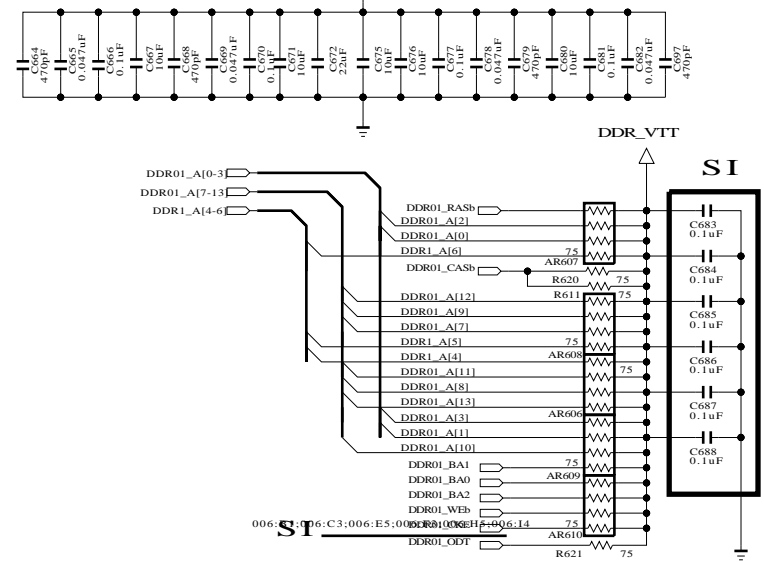 C664 470pF
C665 0.047uF
C666 0.1uF
C667 10uF
C668 470pF
C669 0.047uF
C670 0.1uF
C671 10uF
C672 22uF
C675 10uF
C676 10uF
C677 0.1uF
C678 0.047uF
C679 470pF
C680 10uF
C681 0.1uF
C682 0.047uF
C697 470pF
DDR_VTT
SI
DDR01_A[0-3]
DDR01_A[7-13]
DDR1_A[4-6]
DDR01_RASb
DDR01_A[2]
DDR01_A[0]
DDR1_A[6] 75
AR607
DDR01_CASb
R620 75
R611 75
DDR01_A[12]
DDR01_A[9]
DDR01_A[7]
DDR1_A[5] 75
AR608
DDR1_A[4]
DDR01_A[11] 75
DDR01_A[8]
DDR01_A[13]
AR606
DDR01_A[3]
DDR01_A[1]
DDR01_A[10]
DDR01_BA1 75
AR609
DDR01_BA0
DDR01_BA2
DDR01_WEb
DDR01_CKE 75
AR610
DDR01_ODT
R621 75
C683
0.1uF
C684
0.1uF
C685
0.1uF
C686
0.1uF
C687
0.1uF
C688
0.1uF
SI